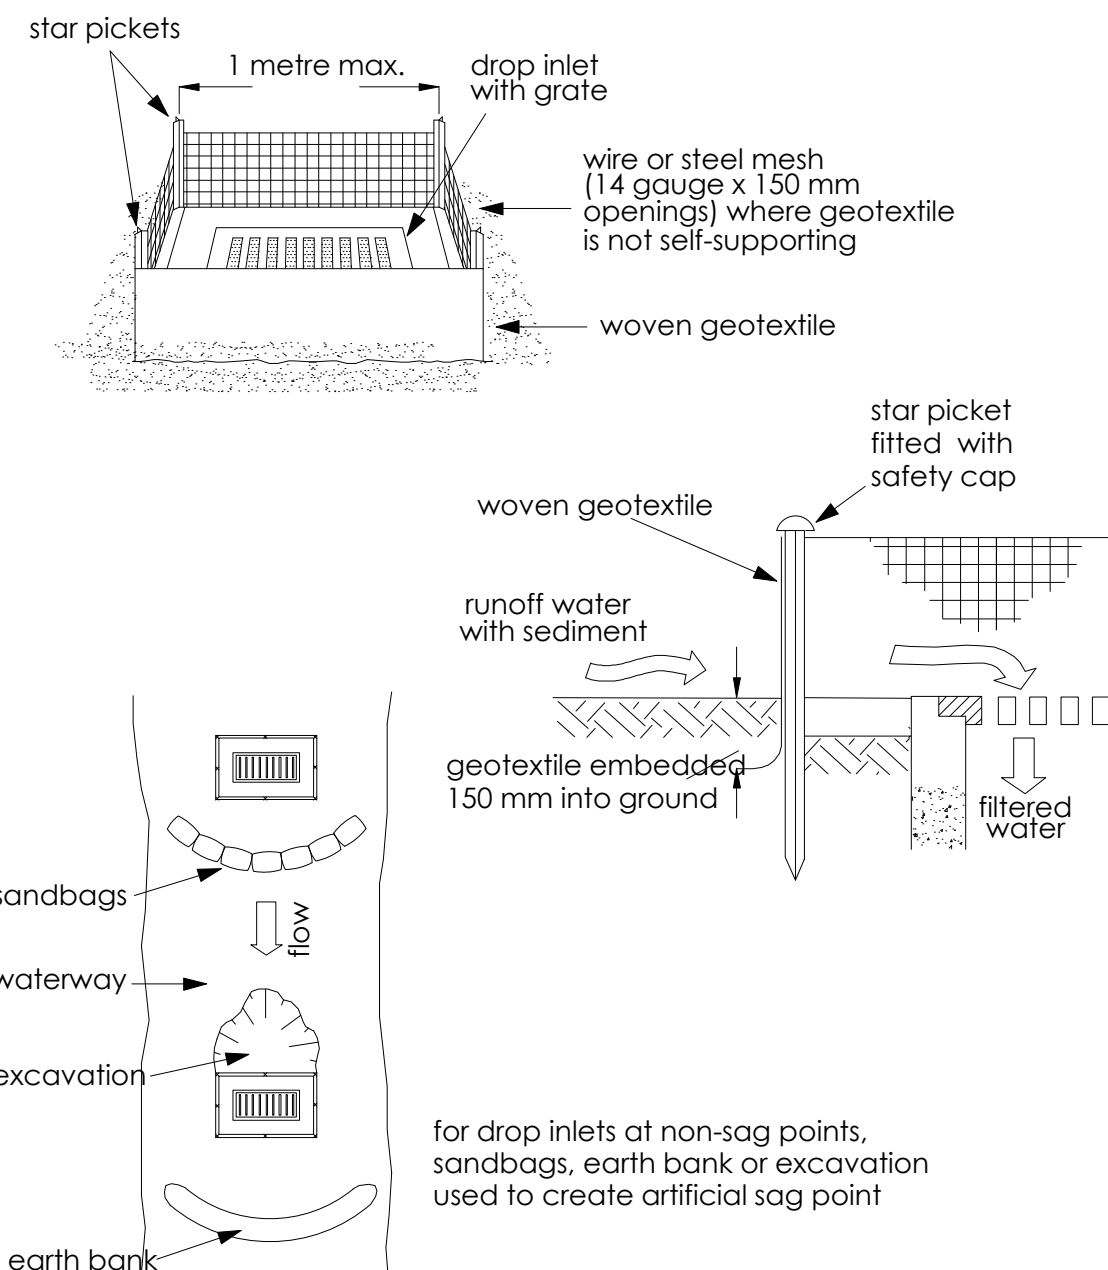 star pickets
1 metre max.
drop inlet
with grate
wire or steel mesh
(14 gauge x 150 mm
openings) where geotextile
is not self-supporting
woven geotextile
star picket
fitted with
safety cap
woven geotextile
runoff water
with sediment
geotextile embedded
150 mm into ground
filtered
water
sandbags
flow
waterway
excavation
for drop inlets at non-sag points,
sandbags, earth bank or excavation
used to create artificial sag point
earth bank